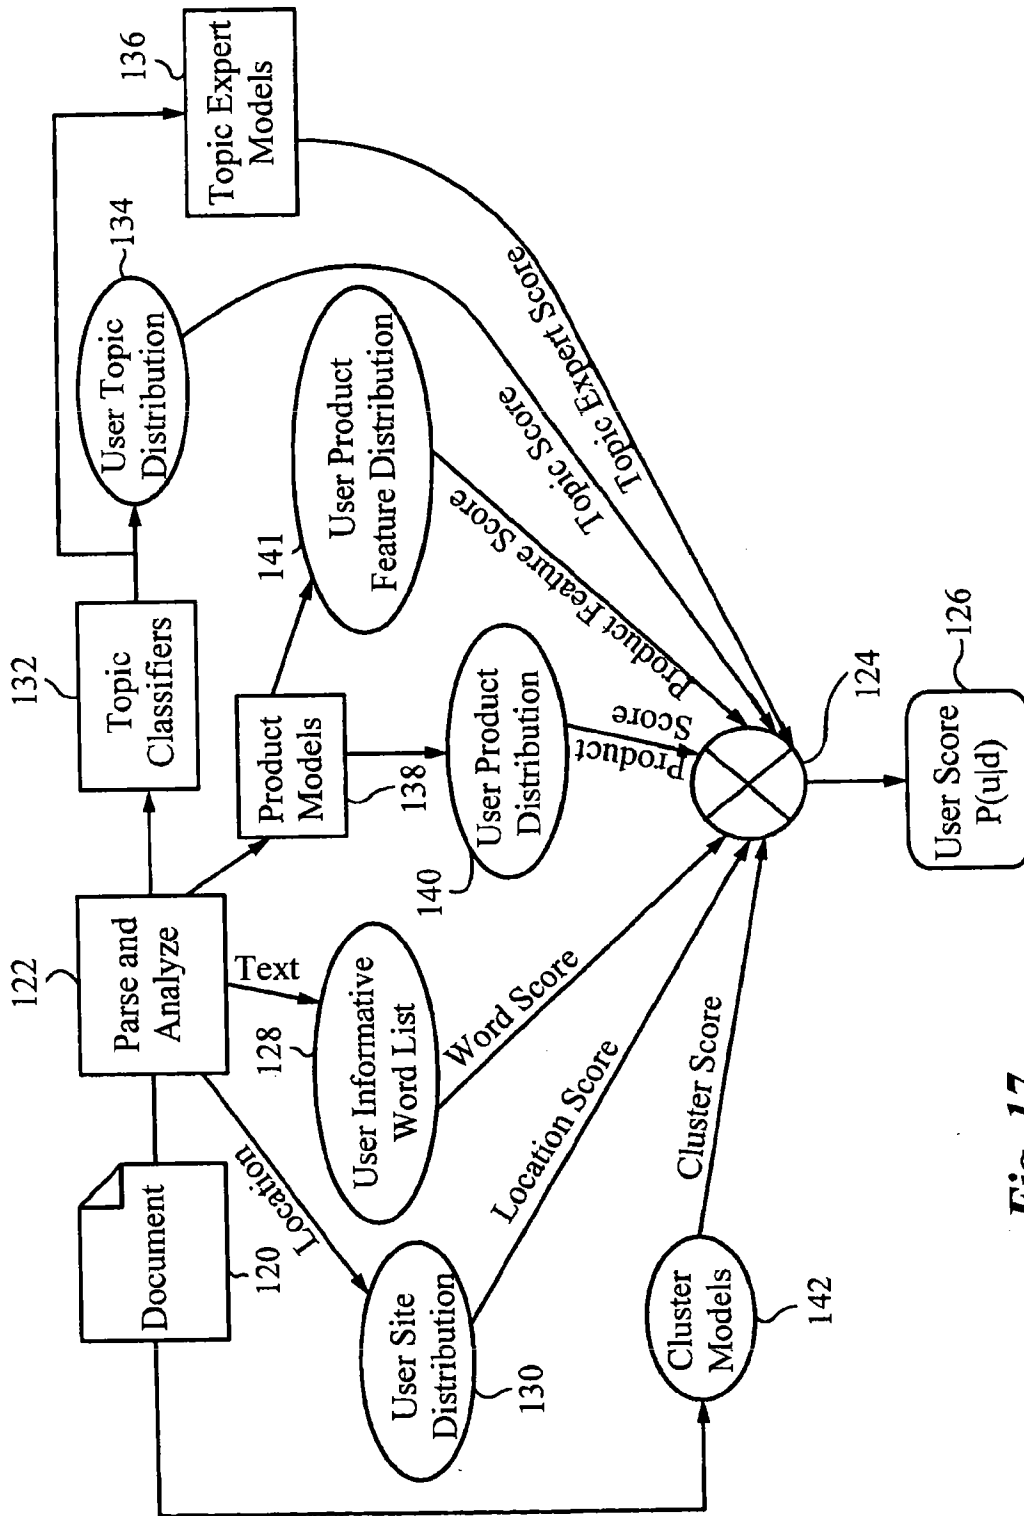 120
Document
122
Parse and
Analyze
132
Topic
Classifiers
User Topic
Distribution
134
136
Topic Expert
Models
Location
Text
128
User Informative
Word List
Product
Models
138
141
User Product
Feature Distribution
User Site
Distribution
130
140
User Product
Distribution
Word Score
Location Score
Cluster Score
Product
Score
Product Feature Score
Topic Score
Topic Expert Score
Cluster
Models
142
124
User Score
P(u|d)
126